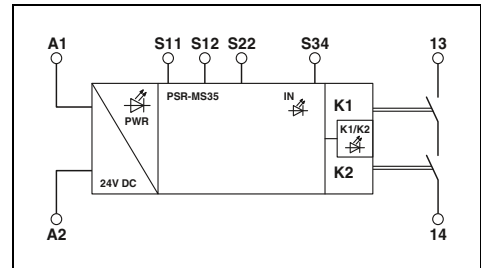 A1 S11 S12 S22 S34 13
PSR-MS35 IN K1
PWR K1/K2
K2
24V DC
A2 14